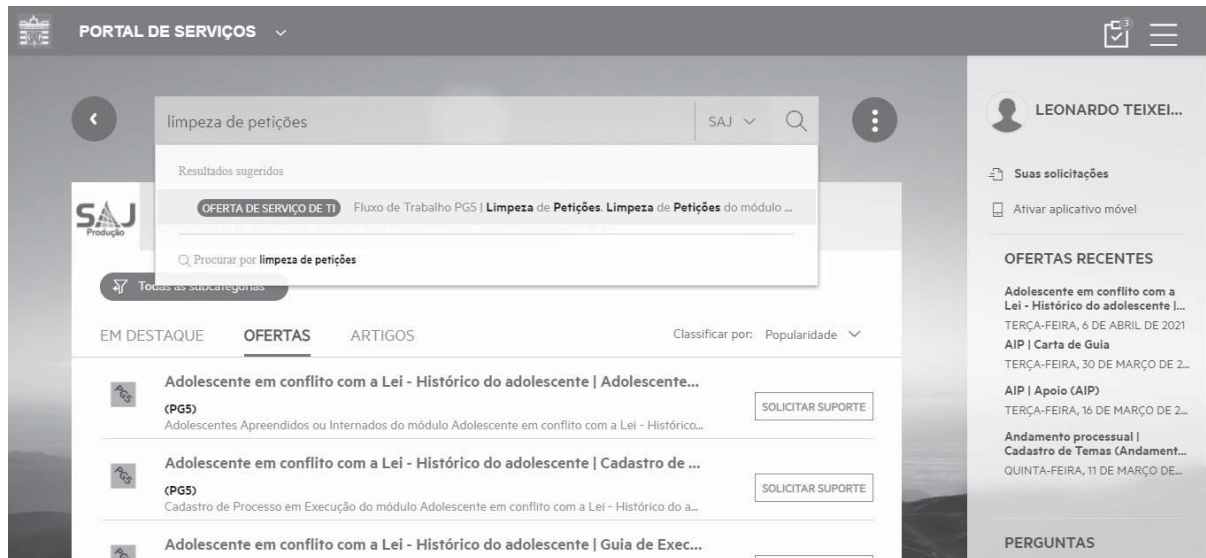 PORTAL DE SERVIÇOS
3
limpeza de petições
SAJ
Resultados sugeridos
OFERTA DE SERVIÇO DE TI Fluxo de Trabalho PG5 | Limpeza de Petições. Limpeza de Petições do módulo ...
Procurar por limpeza de petições
SAJ
Produção
Todas as subcategorias
EM DESTAQUE OFERTAS ARTIGOS
Classificar por: Popularidade
PG5
Adolescente em conflito com a Lei - Histórico do adolescente | Adolescente...
(PG5)
Adolescentes Apreendidos ou Internados do módulo Adolescente em conflito com a Lei - Histórico...
SOLICITAR SUPORTE
PG5
Adolescente em conflito com a Lei - Histórico do adolescente | Cadastro de ...
(PG5)
Cadastro de Processo em Execução do módulo Adolescente em conflito com a Lei - Histórico do a...
SOLICITAR SUPORTE
Adolescente em conflito com a Lei - Histórico do adolescente | Guia de Exec...
LEONARDO TEIXEI...
Suas solicitações
Ativar aplicativo móvel
OFERTAS RECENTES
Adolescente em conflito com a
Lei - Histórico do adolescente |...
TERÇA-FEIRA, 6 DE ABRIL DE 2021
AIP | Carta de Guia
TERÇA-FEIRA, 30 DE MARÇO DE 2...
AIP | Apoio (AIP)
TERÇA-FEIRA, 16 DE MARÇO DE 2...
Andamento processual |
Cadastro de Temas (Andament...
QUINTA-FEIRA, 11 DE MARÇO DE...
PERGUNTAS